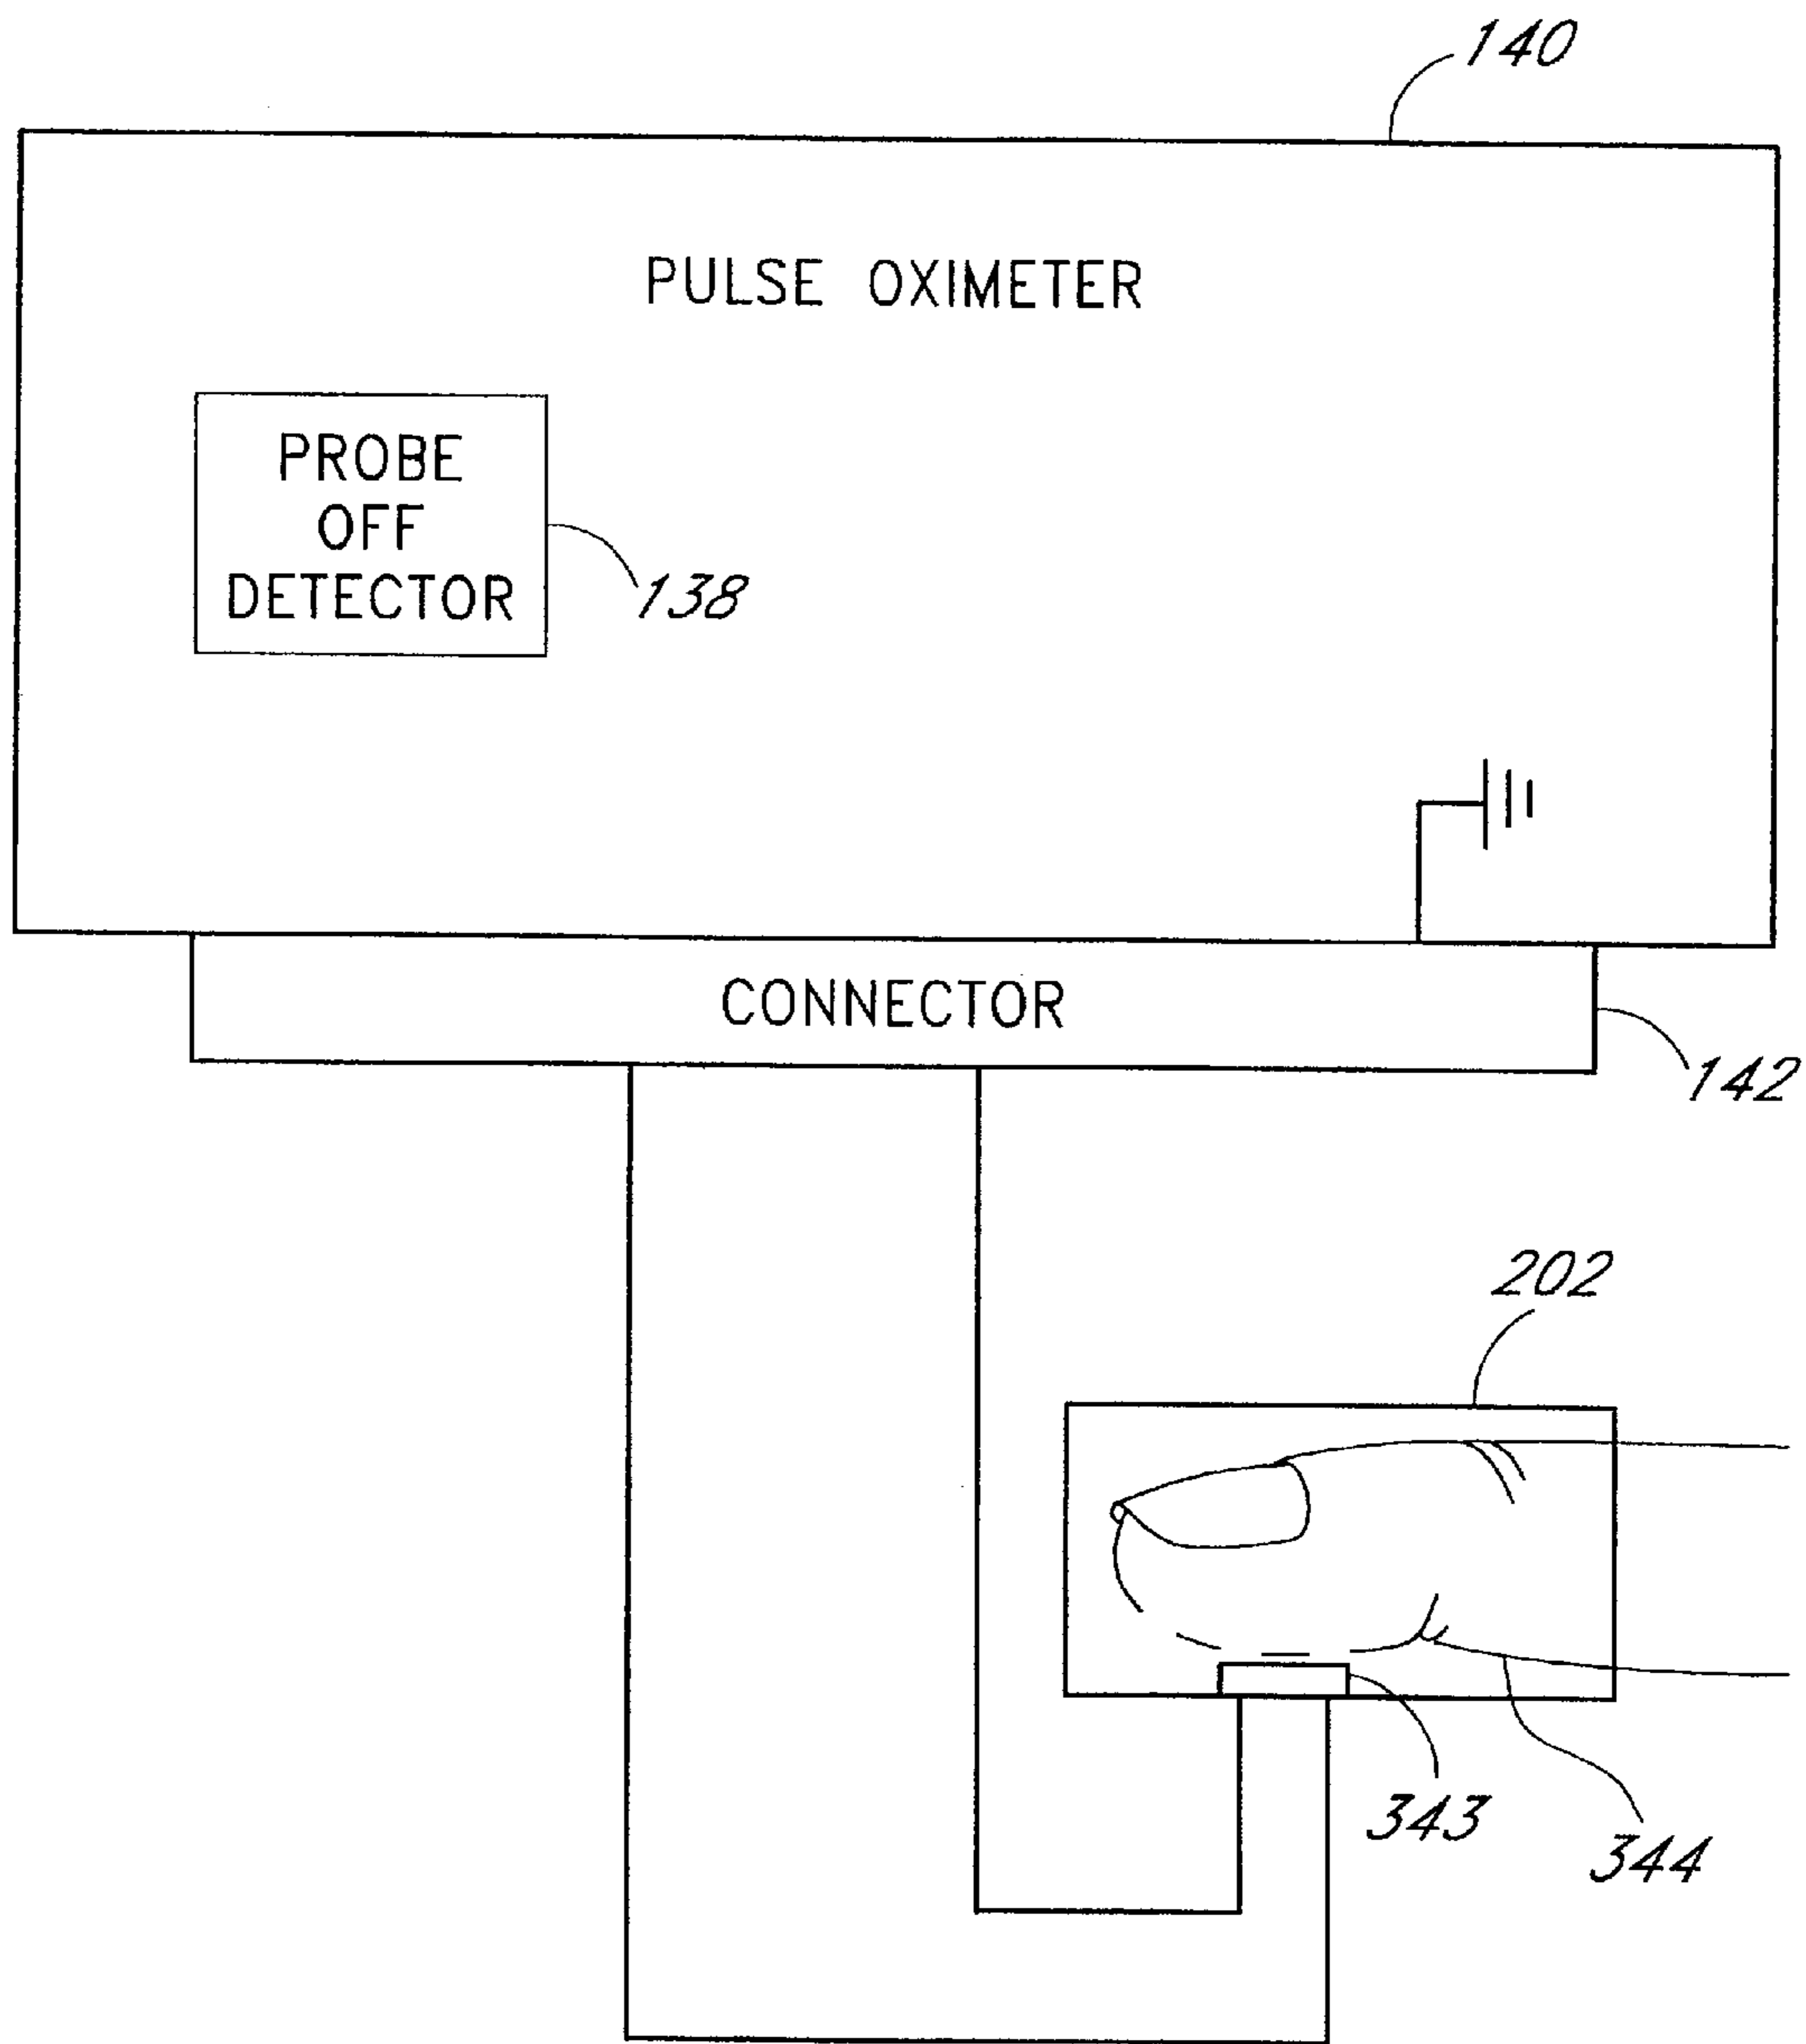 140
PULSE OXIMETER
PROBE
OFF
DETECTOR
138
CONNECTOR
142
202
343
344